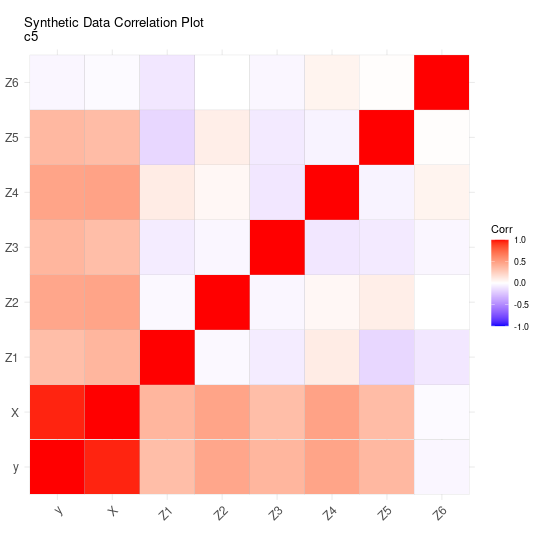 Synthetic Data Correlation Plot
c5
Z6
Z5
Z4
Z3
Z2
Z1
X
y
y X Z1 Z2 Z3 Z4 Z5 Z6
Corr
1.0
0.5
0.0
-0.5
-1.0